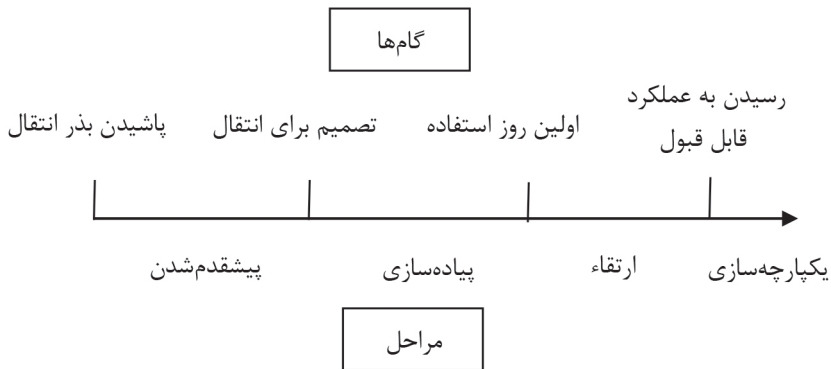 گام‌ها
رسیدن به عملکرد
قابل قبول
اولین روز استفاده
تصمیم برای انتقال
پاشیدن بذر انتقال
یکپارچه‌سازی
ارتقاء
پیاده‌سازی
پیشقدم‌شدن
مراحل